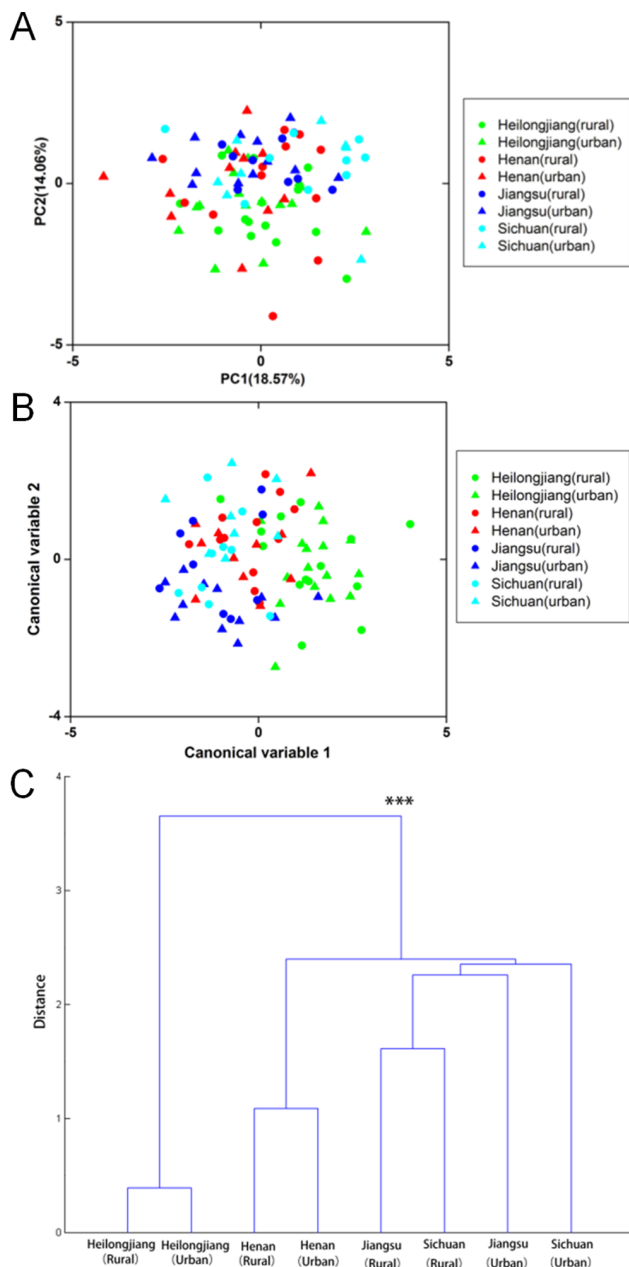 A
5
0
-5
-5
0
5
PC2(14.06%)
PC1(18.57%)
Heilongjiang(rural)
Heilongjiang(urban)
Henan(rural)
Henan(urban)
Jiangsu(rural)
Jiangsu(urban)
Sichuan(rural)
Sichuan(urban)
B
4
0
-4
-5
0
5
Canonical variable 2
Canonical variable 1
Heilongjiang(rural)
Heilongjiang(urban)
Henan(rural)
Henan(urban)
Jiangsu(rural)
Jiangsu(urban)
Sichuan(rural)
Sichuan(urban)
C
***
4
3
2
1
0
Distance
Heilongjiang
(Rural)
Heilongjiang
(Urban)
Henan
(Rural)
Henan
(Urban)
Jiangsu
(Rural)
Sichuan
(Rural)
Jiangsu
(Urban)
Sichuan
(Urban)